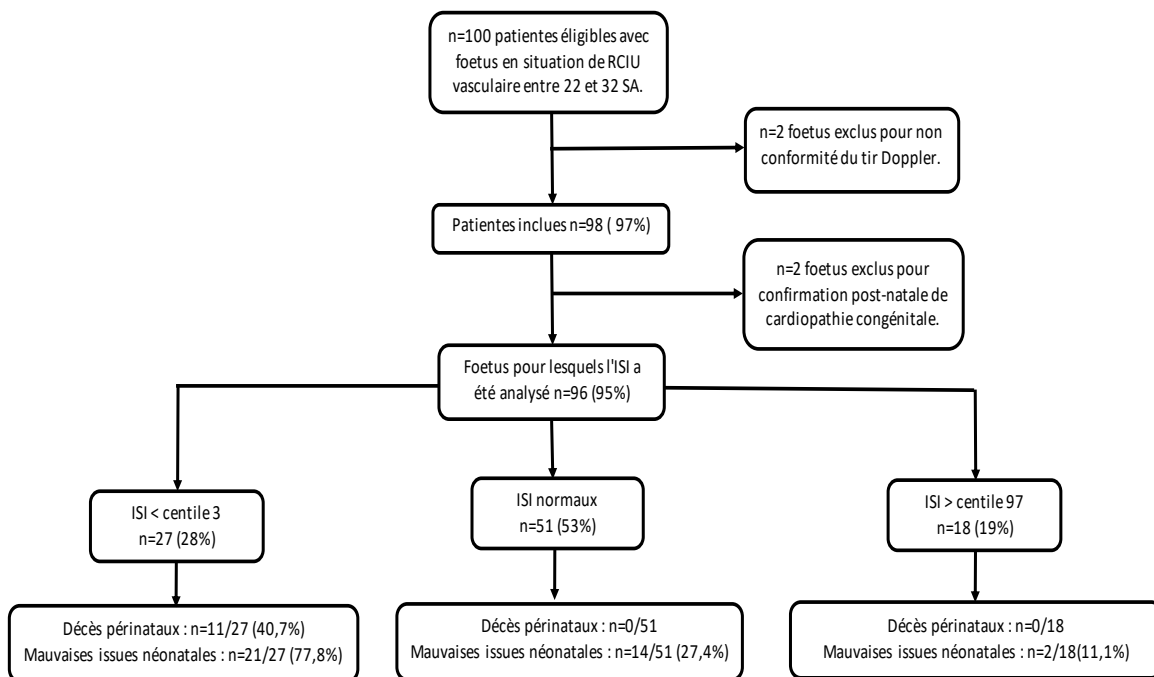 n=100 patientes éligibles avec
foetus en situation de RCIU
vasculaire entre 22 et 32 SA.
n=2 foetus exclus pour non
conformité du tir Doppler.
Patientes inclues n=98 ( 97%)
n=2 foetus exclus pour
confirmation post-natale de
cardiopathie congénitale.
Foetus pour lesquels l'ISI a
été analysé n=96 (95%)
ISI < centile 3
n=27 (28%)
ISI normaux
n=51 (53%)
ISI > centile 97
n=18 (19%)
Décès périnataux : n=11/27 (40,7%)
Mauvaises issues néonatales : n=21/27 (77,8%)
Décès périnataux : n=0/51
Mauvaises issues néonatales : n=14/51 (27,4%)
Décès périnataux : n=0/18
Mauvaises issues néonatales : n=2/18(11,1%)